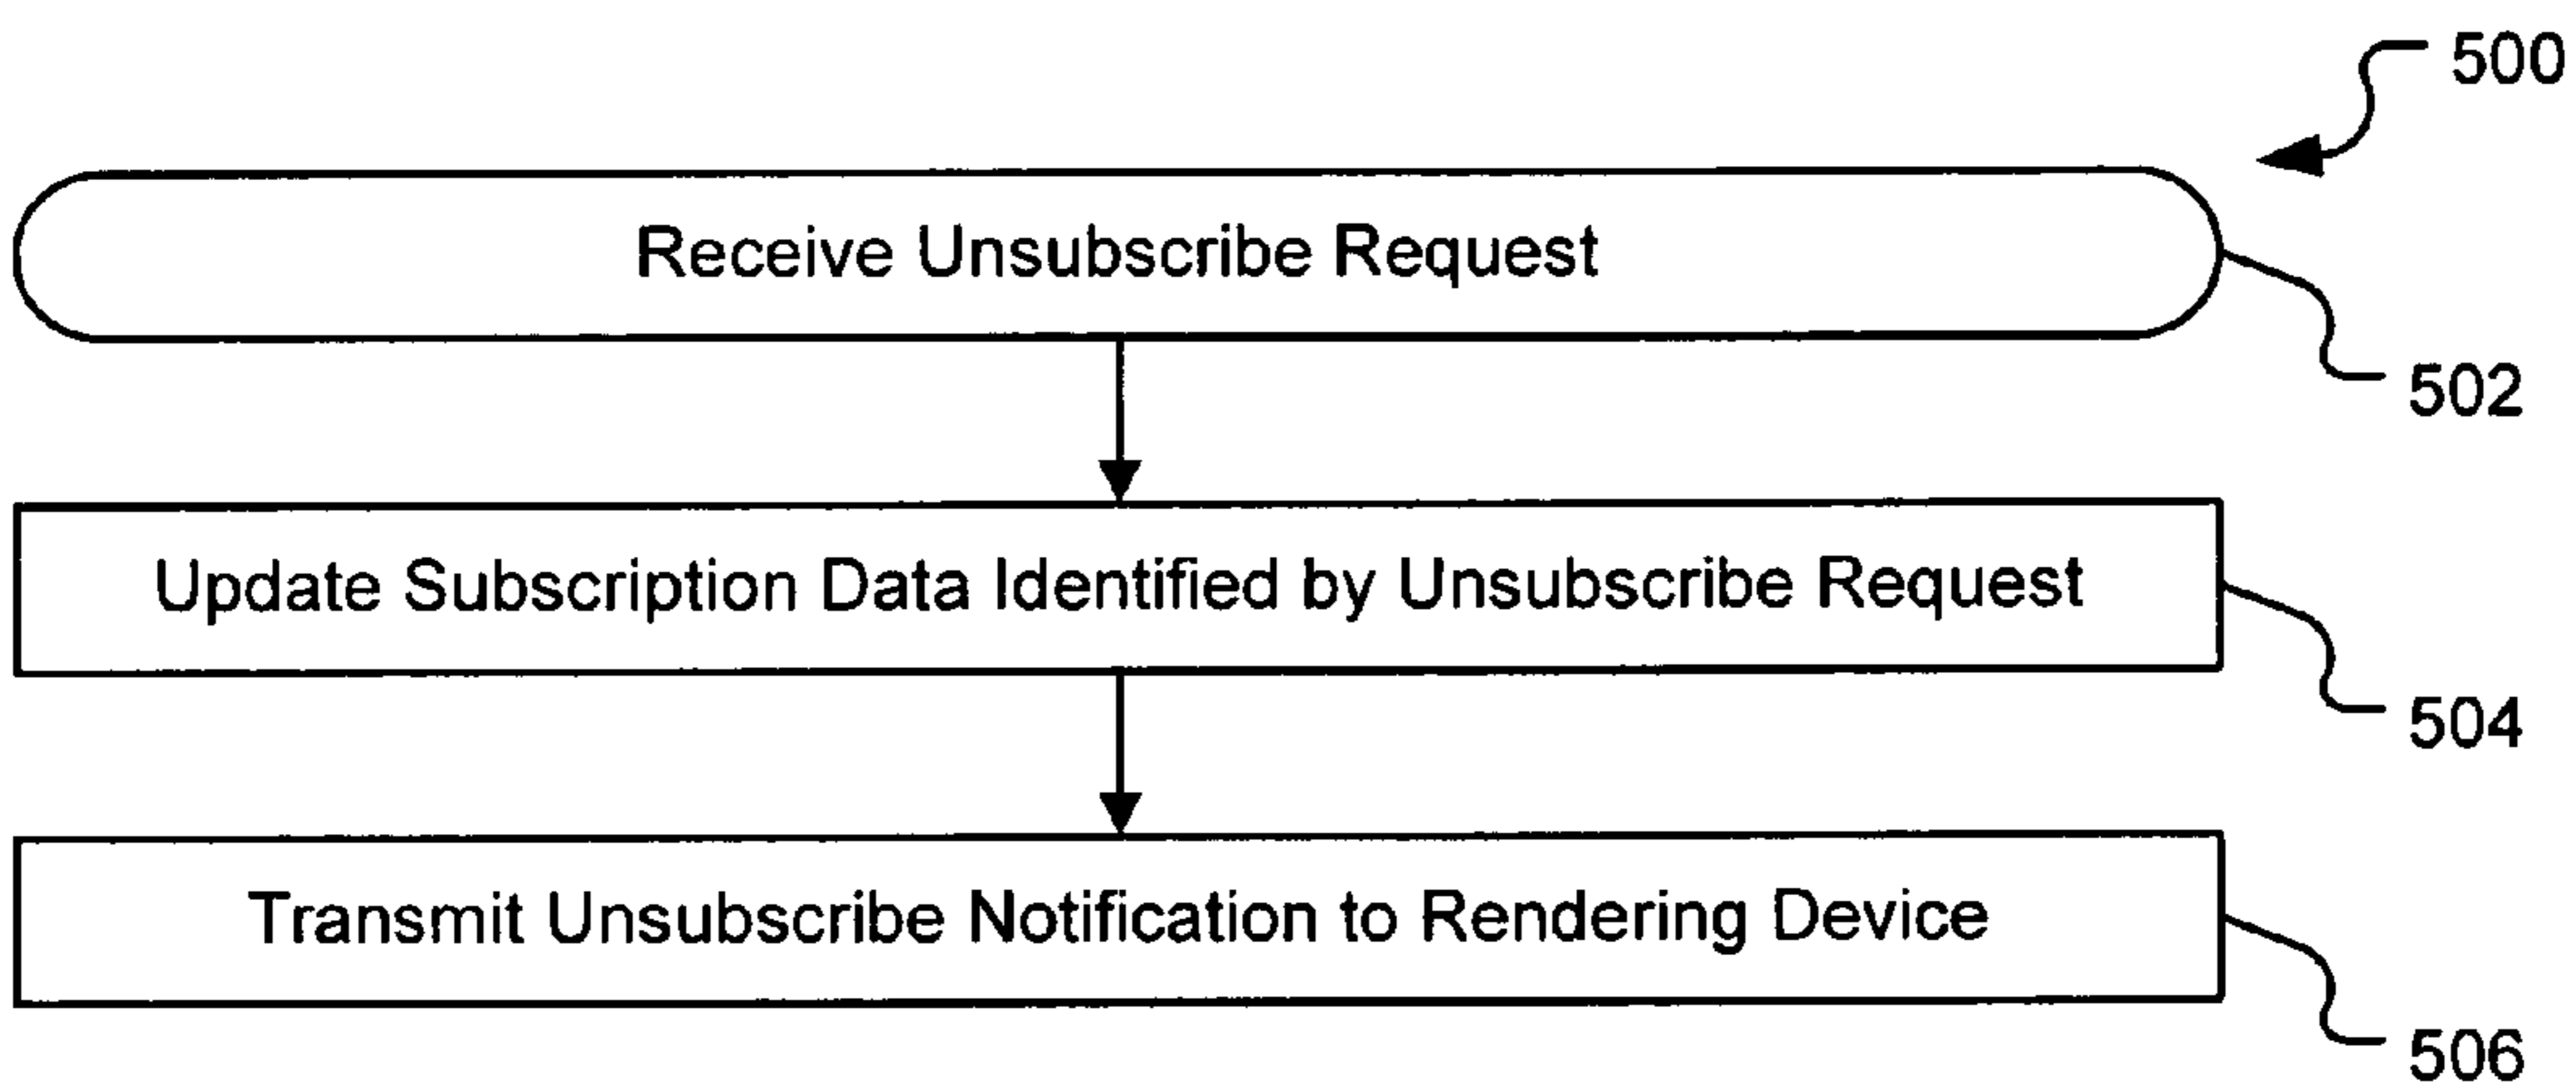 500
Receive Unsubscribe Request
502
Update Subscription Data Identified by Unsubscribe Request
504
Transmit Unsubscribe Notification to Rendering Device
506